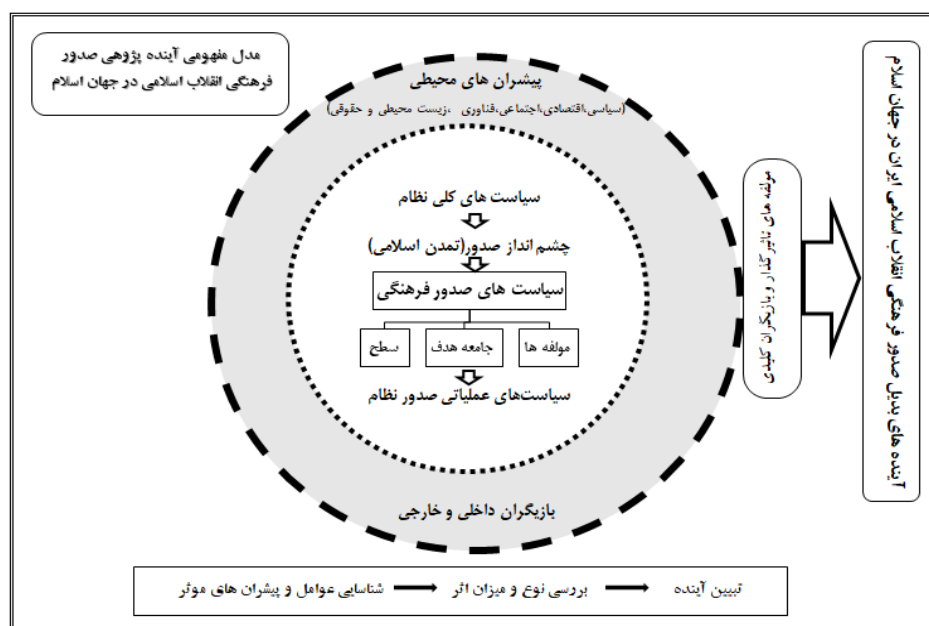 مدل مفهومی آینده پژوهی صدور
فرهنگی انقلاب اسلامی در جهان اسلام
پیشران های محیطی
(سیاسی،اقتصادی،اجتماعی،فناوری ،زیست محیطی و حقوقی)
سیاست های کلی نظام
چشم انداز صدور(تمدن اسلامی)
سیاست های صدور فرهنگی
مولفه ها
جامعه هدف
سطح
سیاست‌های عملیاتی صدور نظام
بازیگران داخلی و خارجی
مولفه های تاثیرگذار و بازیگران کلیدی
آینده های بدیل صدور فرهنگی انقلاب اسلامی ایران در جهان اسلام
شناسایی عوامل و پیشران های موثر
بررسی نوع و میزان اثر
تبیین آینده